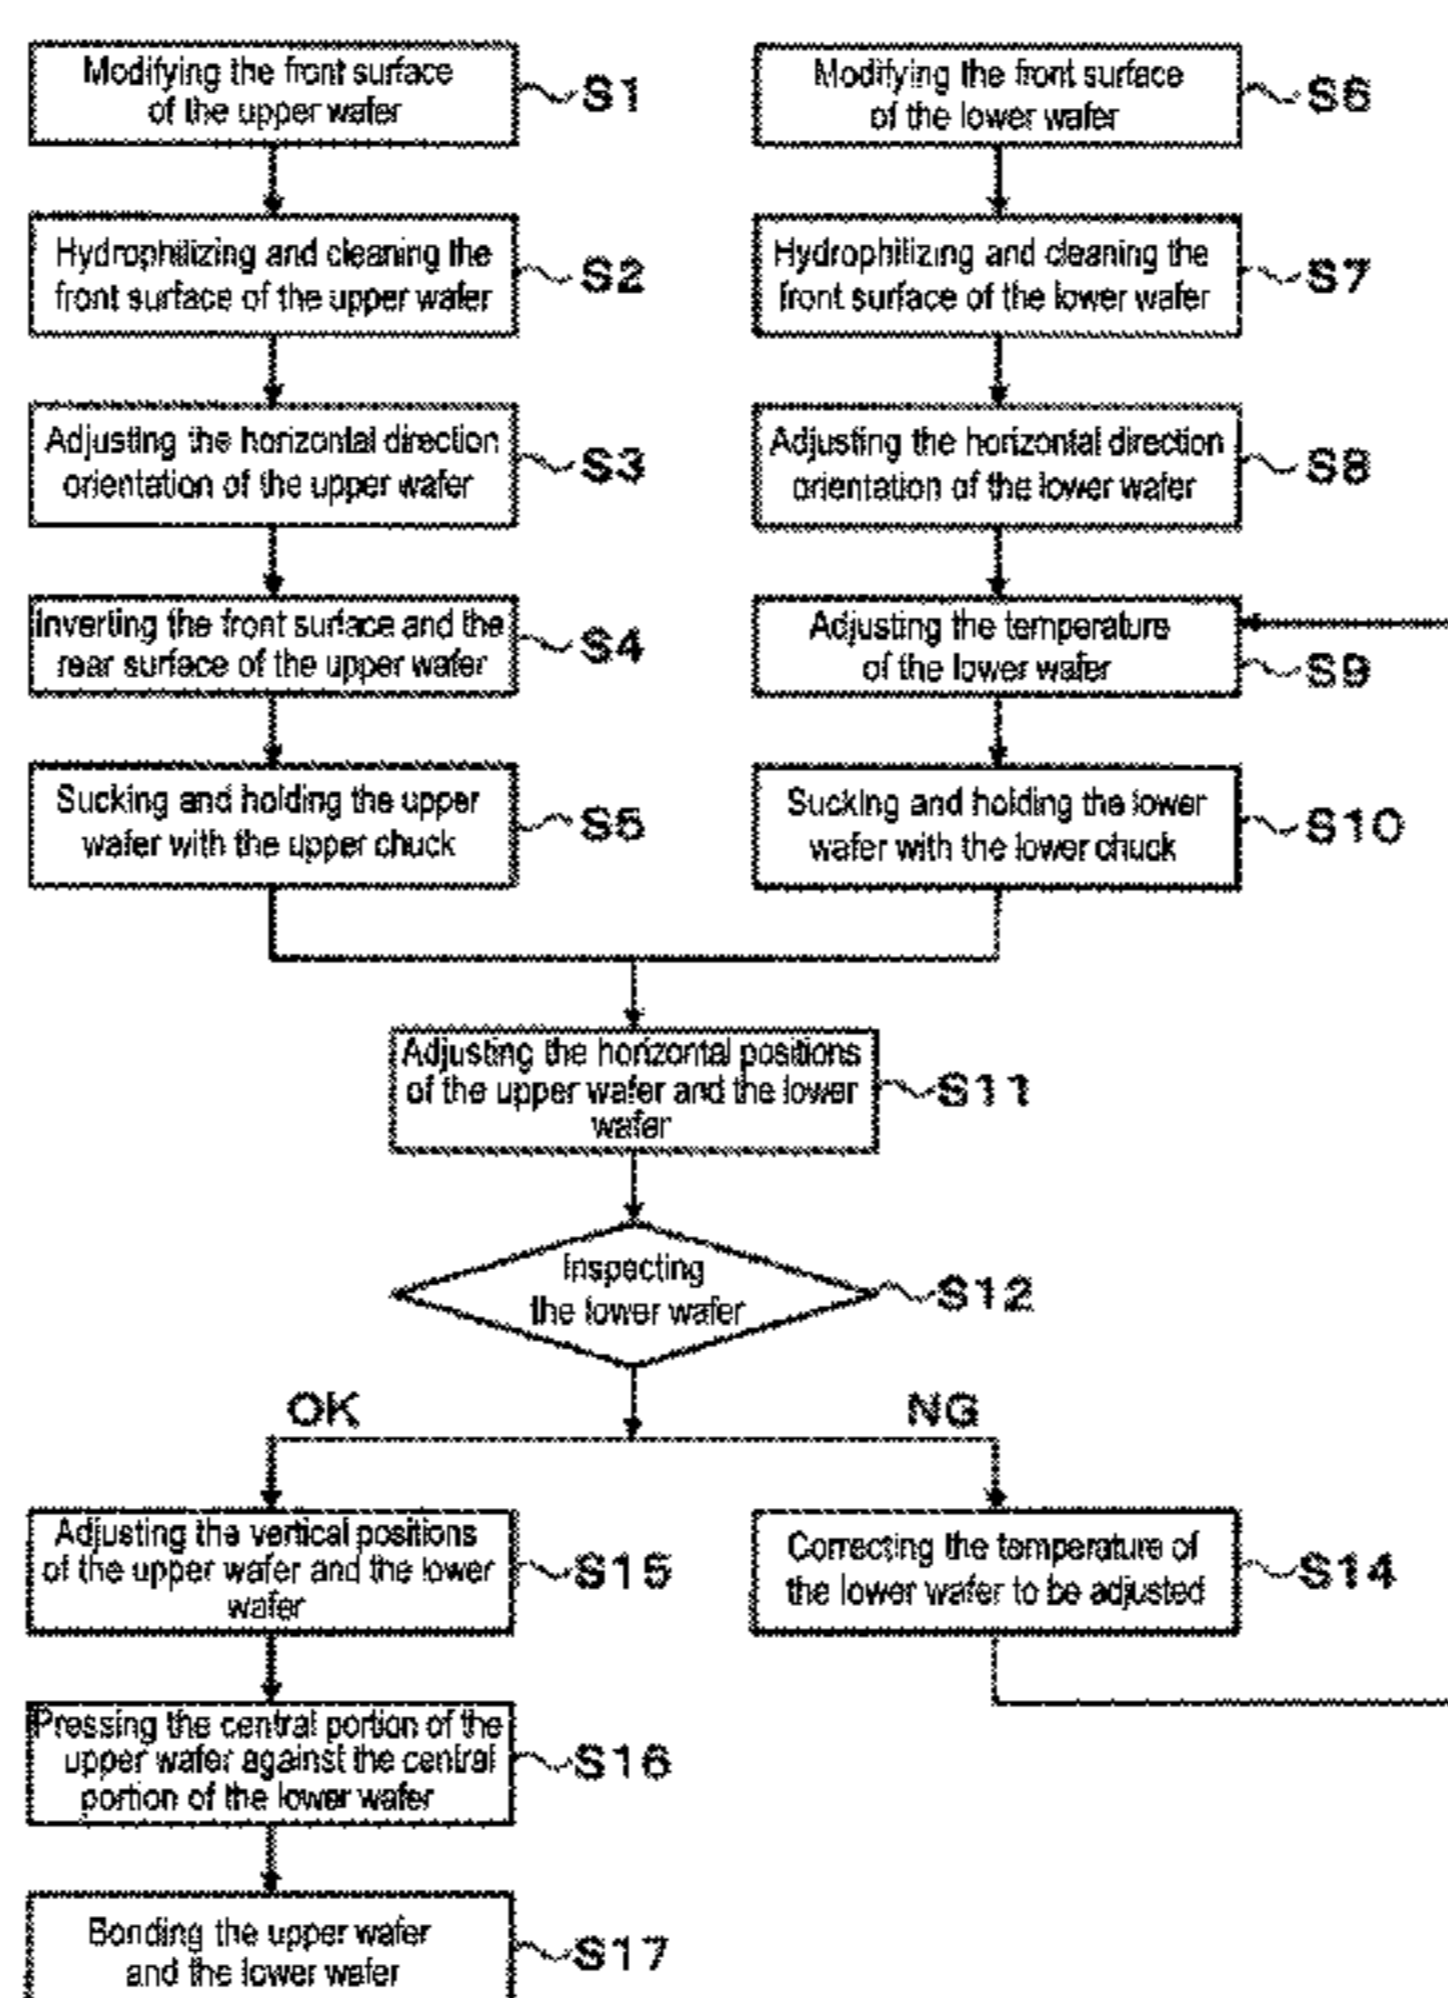 Modifying the front surface
of the upper wafer
S1
Hydrophilizing and cleaning the
front surface of the upper wafer
S2
Adjusting the horizontal direction
orientation of the upper wafer
S3
Inverting the front surface and the
rear surface of the upper wafer
S4
Sucking and holding the upper
wafer with the upper chuck
S5
Modifying the front surface
of the lower wafer
S6
Hydrophilizing and cleaning the
front surface of the lower wafer
S7
Adjusting the horizontal direction
orientation of the lower wafer
S8
Adjusting the temperature
of the lower wafer
S9
Sucking and holding the lower
wafer with the lower chuck
S10
Adjusting the horizontal positions
of the upper wafer and the lower
wafer
S11
Inspecting
the lower wafer
S12
OK
NG
Adjusting the vertical positions
of the upper wafer and the lower
wafer
S15
Correcting the temperature of
the lower wafer to be adjusted
S14
Pressing the central portion of the
upper wafer against the central
portion of the lower wafer
S16
Bonding the upper wafer
and the lower wafer
S17